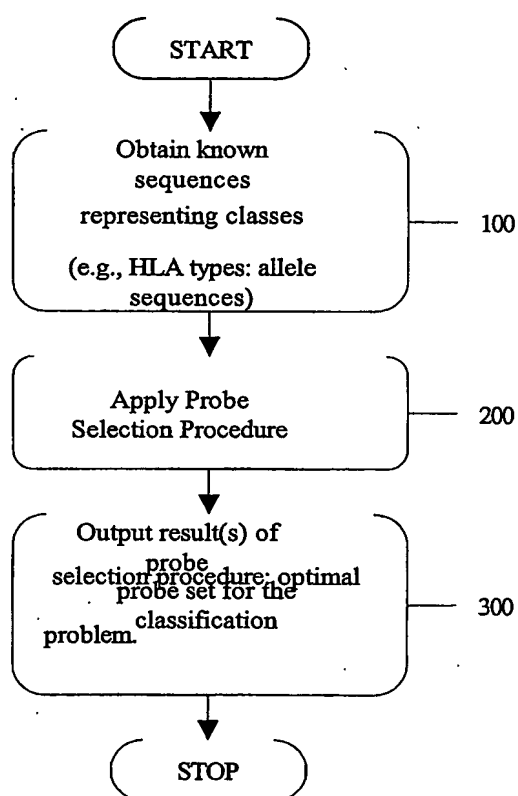 START
Obtain known
sequences
representing classes
(e.g., HLA types: allele
sequences)
100
Apply Probe
Selection Procedure
200
Output result(s) of
probe
selection procedure: optimal
probe set for the
classification
problem.
300
STOP